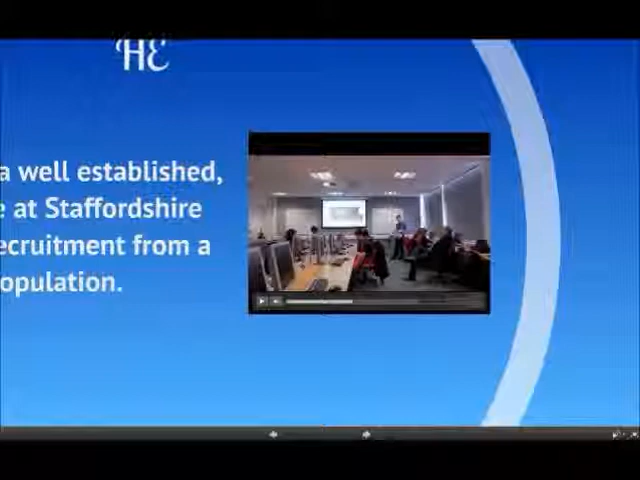 HE
a well established,
e at Staffordshire
ecruitment from a
opulation.